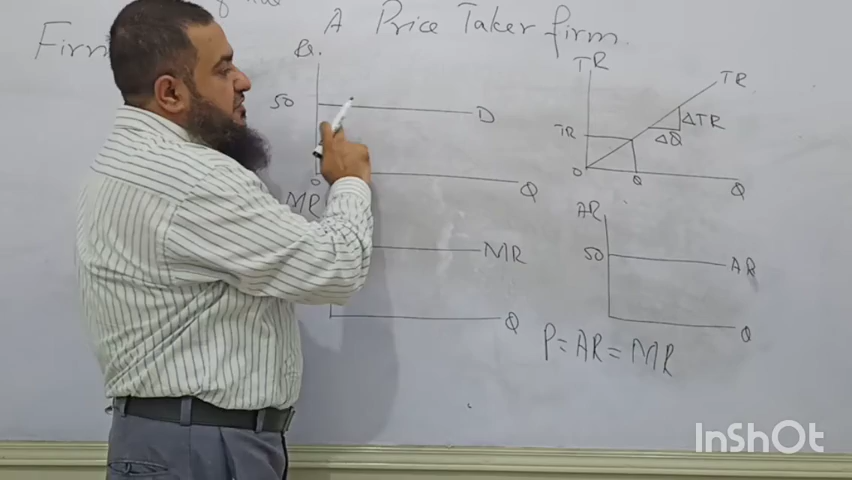 A Price Taker firm
Firm
Rs.
50
D
0
Q
TR
TR
TR
ΔTR
ΔQ
0
Q
Q
MR
MR
Q
AR
50
AR
Q
P = AR = MR
InShOt